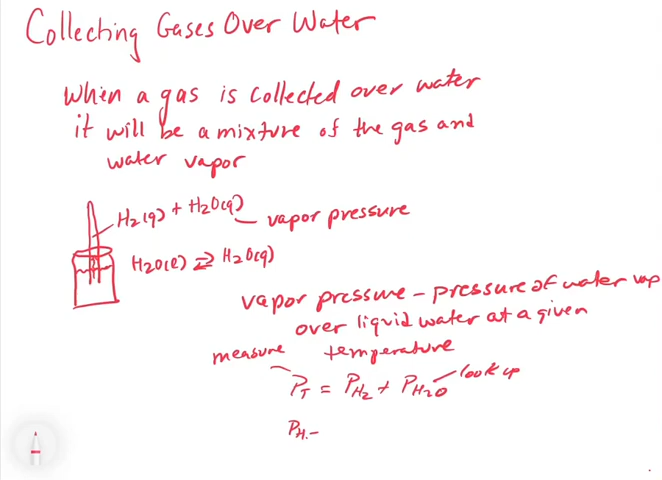 Collecting Gases Over Water
When a gas is collected over water
it will be a mixture of the gas and
water vapor
H2(g) + H2O(g) vapor pressure
H2O(l) ⇄ H2O(g)
vapor pressure - pressure of water vap
over liquid water at a given
measure temperature
PT = PH2 + PH2O look up
PH -